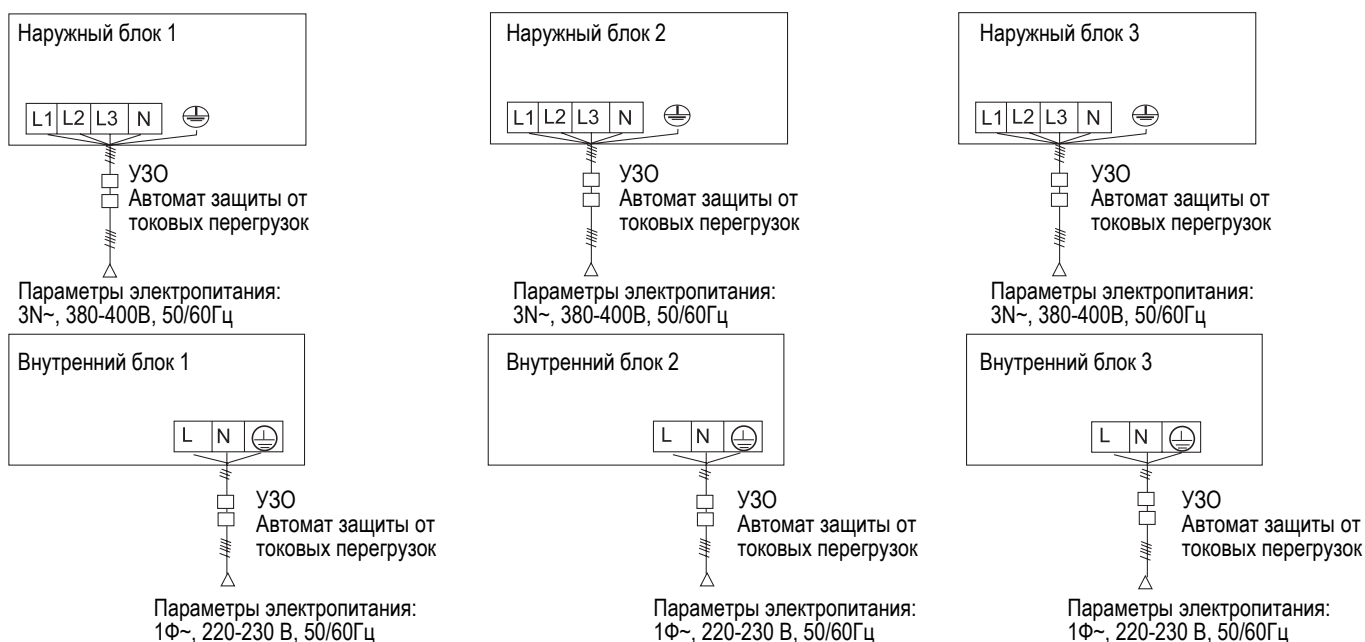 Наружный блок 1
L1 L2 L3 N
УЗО
Автомат защиты от
токовых перегрузок
Параметры электропитания:
3N~, 380-400В, 50/60Гц
Наружный блок 2
L1 L2 L3 N
УЗО
Автомат защиты от
токовых перегрузок
Параметры электропитания:
3N~, 380-400В, 50/60Гц
Наружный блок 3
L1 L2 L3 N
УЗО
Автомат защиты от
токовых перегрузок
Параметры электропитания:
3N~, 380-400В, 50/60Гц
Внутренний блок 1
L N
УЗО
Автомат защиты от
токовых перегрузок
Параметры электропитания:
1Ф~, 220-230 В, 50/60Гц
Внутренний блок 2
L N
УЗО
Автомат защиты от
токовых перегрузок
Параметры электропитания:
1Ф~, 220-230 В, 50/60Гц
Внутренний блок 3
L N
УЗО
Автомат защиты от
токовых перегрузок
Параметры электропитания:
1Ф~, 220-230 В, 50/60Гц